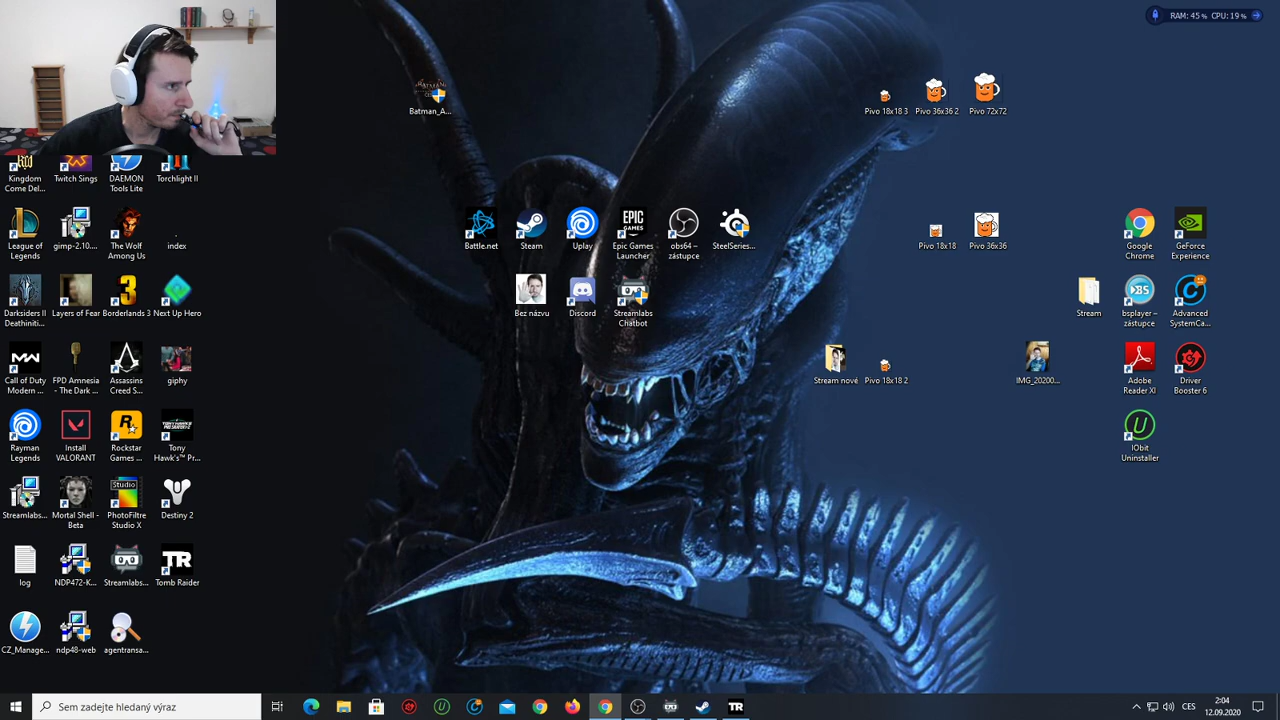 RAM: 45% CPU: 19%
Batman_A...
Pivo 18x18 3
Pivo 36x36 2
Pivo 72x72
Kingdom
Come Del...
Twitch Sings
DAEMON
Tools Lite
Torchlight II
League of
Legends
gimp-2.10....
The Wolf
Among Us
index
Battle.net
Steam
Uplay
EPIC
GAMES
Epic Games
Launcher
obs64 –
zástupce
SteelSeries...
Pivo 18x18
Pivo 36x36
Google
Chrome
GeForce
Experience
Darksiders II
Deathiniti...
Layers of Fear
3
Borderlands 3
Next Up Hero
Bez názvu
Discord
Streamlabs
Chatbot
Stream
BS
bsplayer –
zástupce
Advanced
SystemCa...
Call of Duty
Modern ...
FPD Amnesia
- The Dark ...
Assassins
Creed S...
giphy
Stream nové
Pivo 18x18 2
IMG_20200...
Adobe
Reader XI
Driver
Booster 6
Rayman
Legends
Install
VALORANT
Rockstar
Games ...
Tony
Hawk's™ Pr...
IObit
Uninstaller
Streamlabs...
Mortal Shell -
Beta
Studio
PhotoFiltre
Studio X
Destiny 2
log
NDP472-K...
Streamlabs...
TR
Tomb Raider
CZ_Manage...
ndp48-web
agentransa...
Sem zadejte hledaný výraz
TR
CES
2:04
12.09.2020